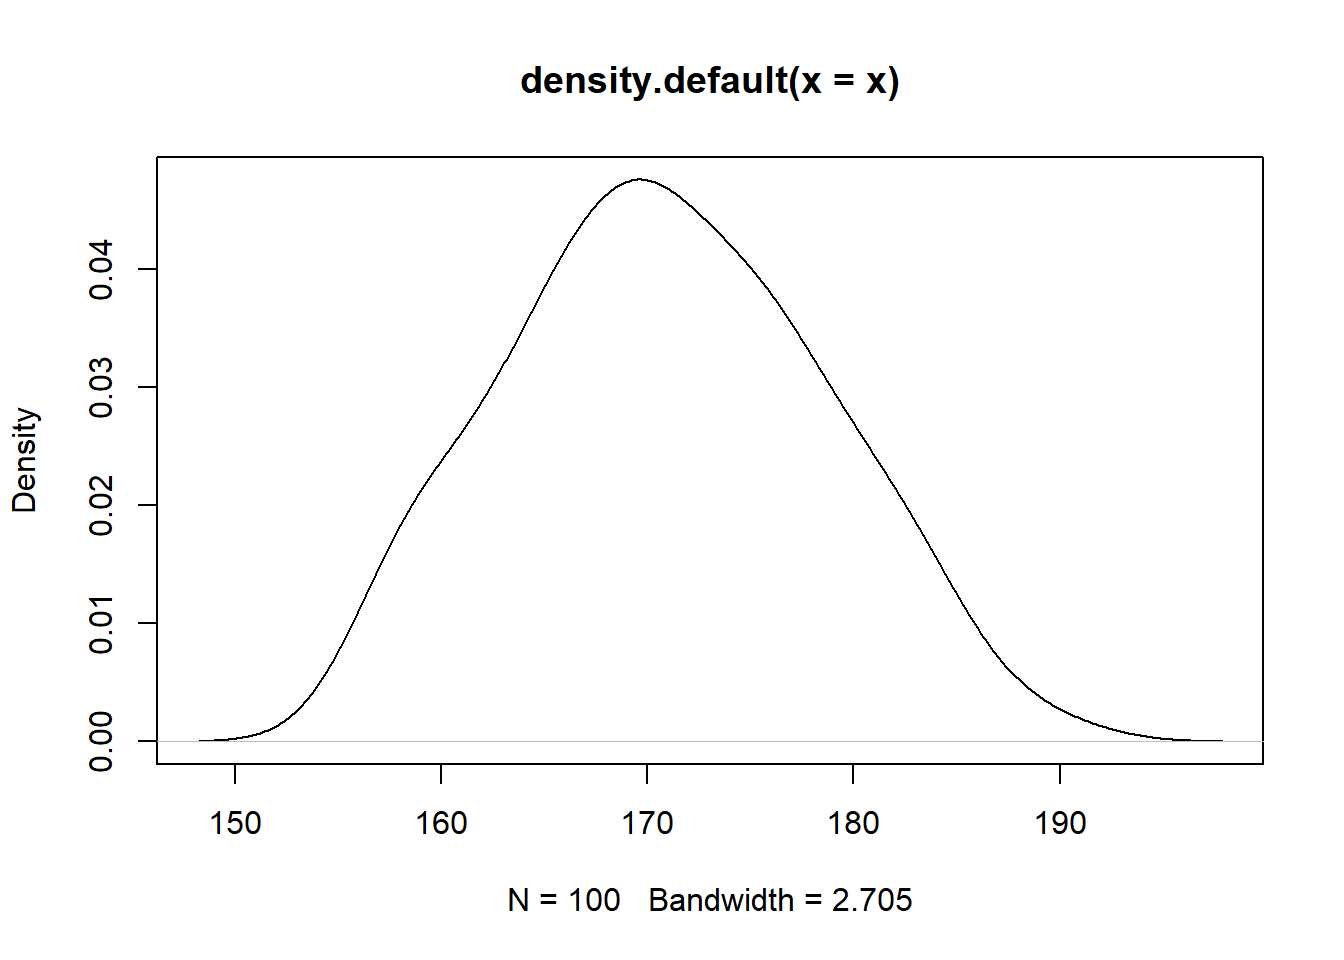 density.default(x = x)
Density
0.04
0.03
0.02
0.01
0.00
150 160 170 180 190
N = 100   Bandwidth = 2.705